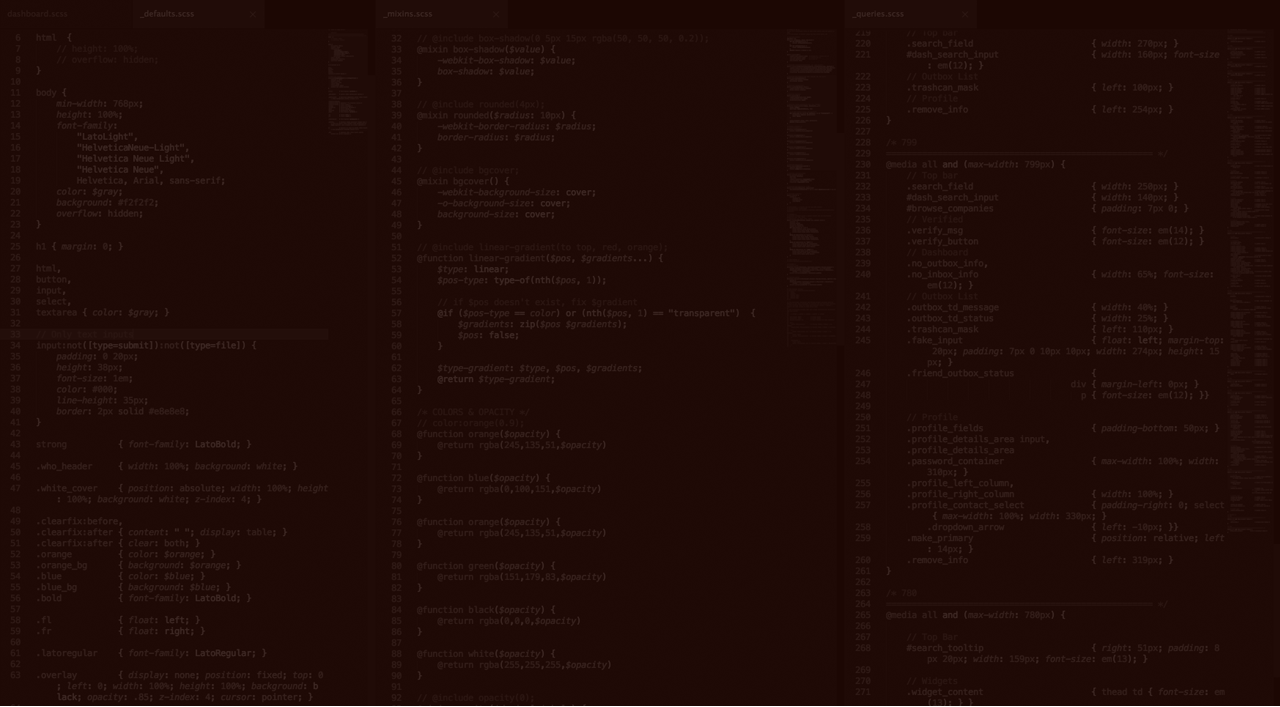 dashboard.scss
_defaults.scss ×
6 html {
7 // height: 100%;
8 // overflow: hidden;
9 }
10
11 body {
12 min-width: 768px;
13 height: 100%;
14 font-family:
15 "LatoLight",
16 "HelveticaNeue-Light",
17 "Helvetica Neue Light",
18 "Helvetica Neue",
19 Helvetica, Arial, sans-serif;
20 color: $gray;
21 background: #f2f2f2;
22 overflow: hidden;
23 }
24
25 h1 { margin: 0; }
26
27 html,
28 button,
29 input,
30 select,
31 textarea { color: $gray; }
32
33
34 input:not([type=submit]):not([type=file]) {
35 padding: 0 20px;
36 height: 38px;
37 font-size: 1em;
38 color: #000;
39 line-height: 35px;
40 border: 2px solid #e8e8e8;
41 }
42
43 strong { font-family: LatoBold; }
44
45 .who_header { width: 100%; background: white; }
46
47 .white_cover { position: absolute; width: 100%; height
: 100%; background: white; z-index: 4; }
48
49 .clearfix:before,
50 .clearfix:after { content: " "; display: table; }
51 .clearfix:after { clear: both; }
52 .orange { color: $orange; }
53 .orange_bg { background: $orange; }
54 .blue { color: $blue; }
55 .blue_bg { background: $blue; }
56 .bold { font-family: LatoBold; }
57
58 .fl { float: left; }
59 .fr { float: right; }
60
61 .latoregular { font-family: LatoRegular; }
62
63 .overlay { display: none; position: fixed; top: 0
; left: 0; width: 100%; height: 100%; background: b
lack; opacity: .85; z-index: 4; cursor: pointer; }
_mixins.scss ×
32 // @include box-shadow(0 5px 55px rgba(50, 50, 50, 0.2));
33 @mixin box-shadow($value) {
34 -webkit-box-shadow: $value;
35 box-shadow: $value;
36 }
37
38 // @include rounded(4px);
39 @mixin rounded($radius: 10px) {
40 -webkit-border-radius: $radius;
41 border-radius: $radius;
42 }
43
44 // @include bgcover;
45 @mixin bgcover() {
46 -webkit-background-size: cover;
47 -o-background-size: cover;
48 background-size: cover;
49 }
50
51 // @include linear-gradient(to top, red, orange);
52 @function linear-gradient($pos, $gradients...) {
53 $type: linear;
54 $pos-type: type-of(nth($pos, 1));
55
56 // if $pos doesn't exist, fix $gradient
57 @if ($pos-type == color) or (nth($pos, 1) == "transparent") {
58 $gradients: zip($pos $gradients);
59 $pos: false;
60 }
61
62 $type-gradient: $type, $pos, $gradients;
63 @return $type-gradient;
64 }
65
66 /* COLORS & OPACITY */
67 // color:orange(0.8);
68 @function orange($opacity) {
69 @return rgba(245,135,51,$opacity)
70 }
71
72 @function blue($opacity) {
73 @return rgba(0,100,151,$opacity)
74 }
75
76 @function orange($opacity) {
77 @return rgba(245,135,51,$opacity)
78 }
79
80 @function green($opacity) {
81 @return rgba(151,179,83,$opacity)
82 }
83
84 @function black($opacity) {
85 @return rgba(0,0,0,$opacity)
86 }
87
88 @function white($opacity) {
89 @return rgba(255,255,255,$opacity)
90 }
91
92 // @include opacity(0);
_queries.scss ×
219 // Top Bar
220 .search_field { width: 270px; }
221 #dash_search_input { width: 160px; font-size
: em(12); }
222 // Outbox List
223 .trashcan_mask { left: 100px; }
224 // Profile
225 .remove_info { left: 254px; }
226 }
227
228 /* 799
229 */
230 @media all and (max-width: 799px) {
231 // Top Bar
232 .search_field { width: 250px; }
233 #dash_search_input { width: 140px; }
234 #browse_companies { padding: 7px 0; }
235 // Verified
236 .verify_msg { font-size: em(14); }
237 .verify_button { font-size: em(12); }
238 // Dashboard
239 .no_outbox_info,
240 .no_inbox_info { width: 65%; font-size:
em(12); }
241 // Outbox List
242 .outbox_td_message { width: 40%; }
243 .outbox_td_status { width: 25%; }
244 .trashcan_mask { left: 110px; }
245 .fake_input { float: left; margin-top:
20px; padding: 7px 0 10px 10px; width: 274px; height: 15
px; }
246 .friend_outbox_status {
247 div { margin-left: 0px; }
248 p { font-size: em(12); }}
249
250 // Profile
251 .profile_fields { padding-bottom: 50px; }
252 .profile_details_area input,
253 .profile_details_area
254 .password_container { max-width: 100%; width:
310px; }
255 .profile_left_column,
256 .profile_right_column { width: 100%; }
257 .profile_contact_select { padding-right: 0; select
{ max-width: 100%; width: 330px; }
258 .dropdown_arrow { left: -18px; }}
259 .make_primary { position: relative; left
: 14px; }
260 .remove_info { left: 319px; }
261 }
262
263 /* 780
264 */
265 @media all and (max-width: 780px) {
266
267 // Top Bar
268 #search_tooltip { right: 51px; padding: 8
px 20px; width: 159px; font-size: em(13); }
269
270 // Widgets
271 .widget_content { thead td { font-size: em
(13); } }